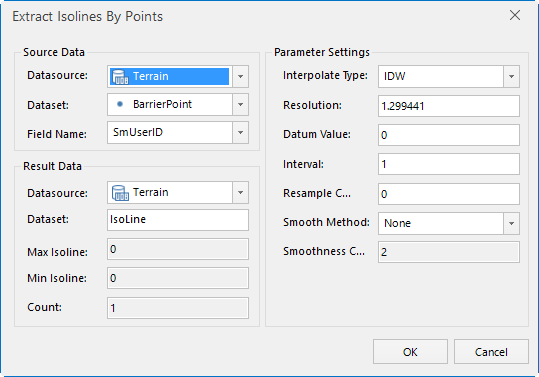 Extract Isolines By Points
Source Data
Datasource: Terrain
Dataset: BarrierPoint
Field Name: SmUserID
Result Data
Datasource: Terrain
Dataset: IsoLine
Max Isoline: 0
Min Isoline: 0
Count: 1
Parameter Settings
Interpolate Type: IDW
Resolution: 1.299441
Datum Value: 0
Interval: 1
Resample C... 0
Smooth Method: None
Smoothness C... 2
OK Cancel